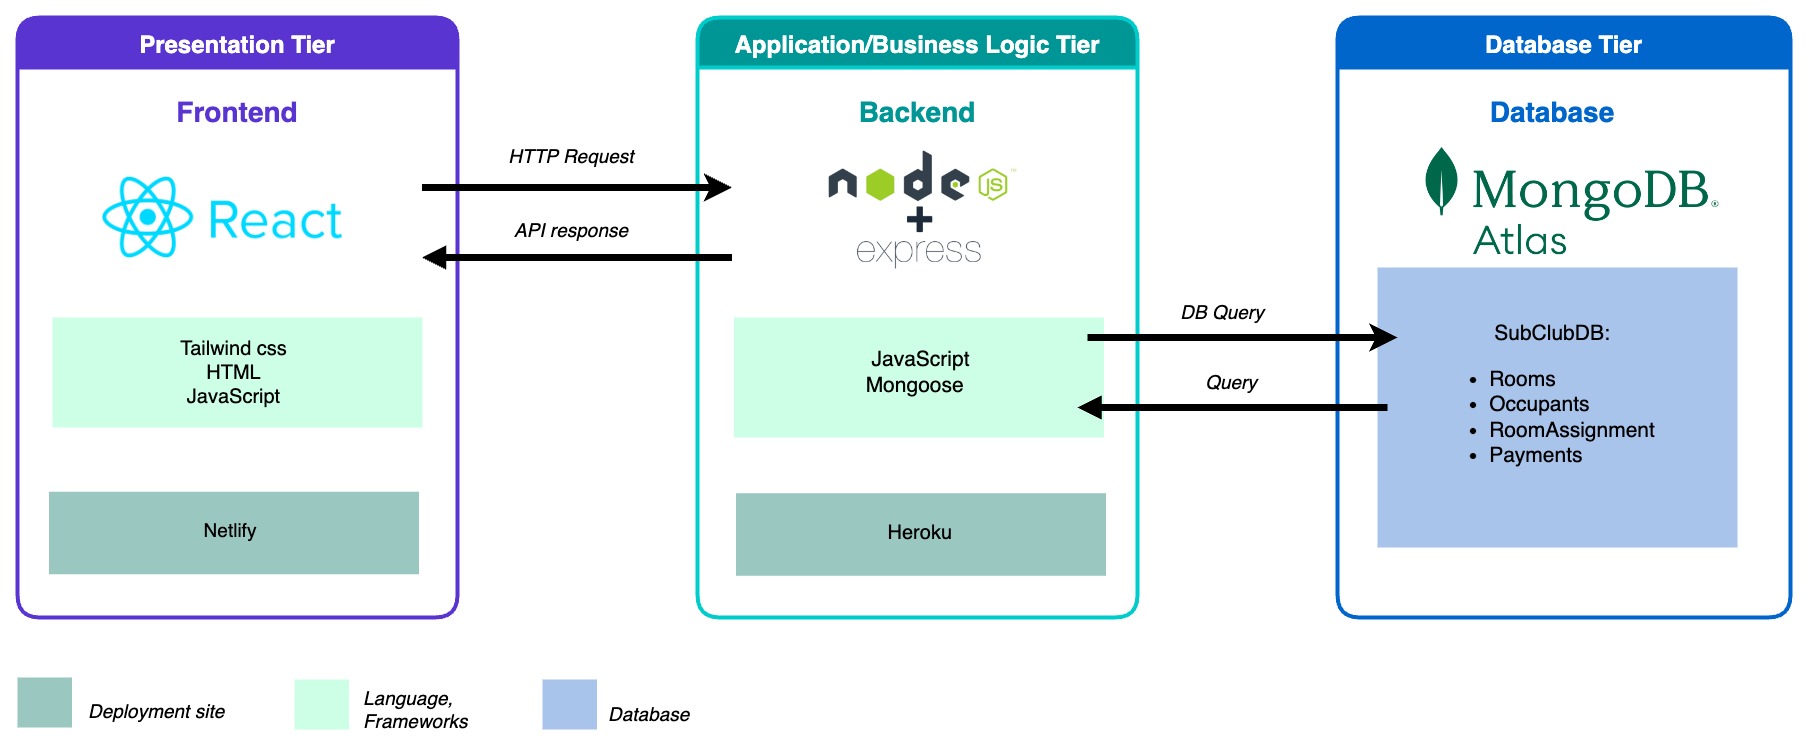 Presentation Tier
Frontend
React
Tailwind css
HTML
JavaScript
Netlify
HTTP Request
API response
Application/Business Logic Tier
Backend
node JS™
+
express
JavaScript
Mongoose
Heroku
DB Query
Query
Database Tier
Database
MongoDB®
Atlas
SubClubDB:
• Rooms
• Occupants
• RoomAssignment
• Payments
Deployment site
Language,
Frameworks
Database